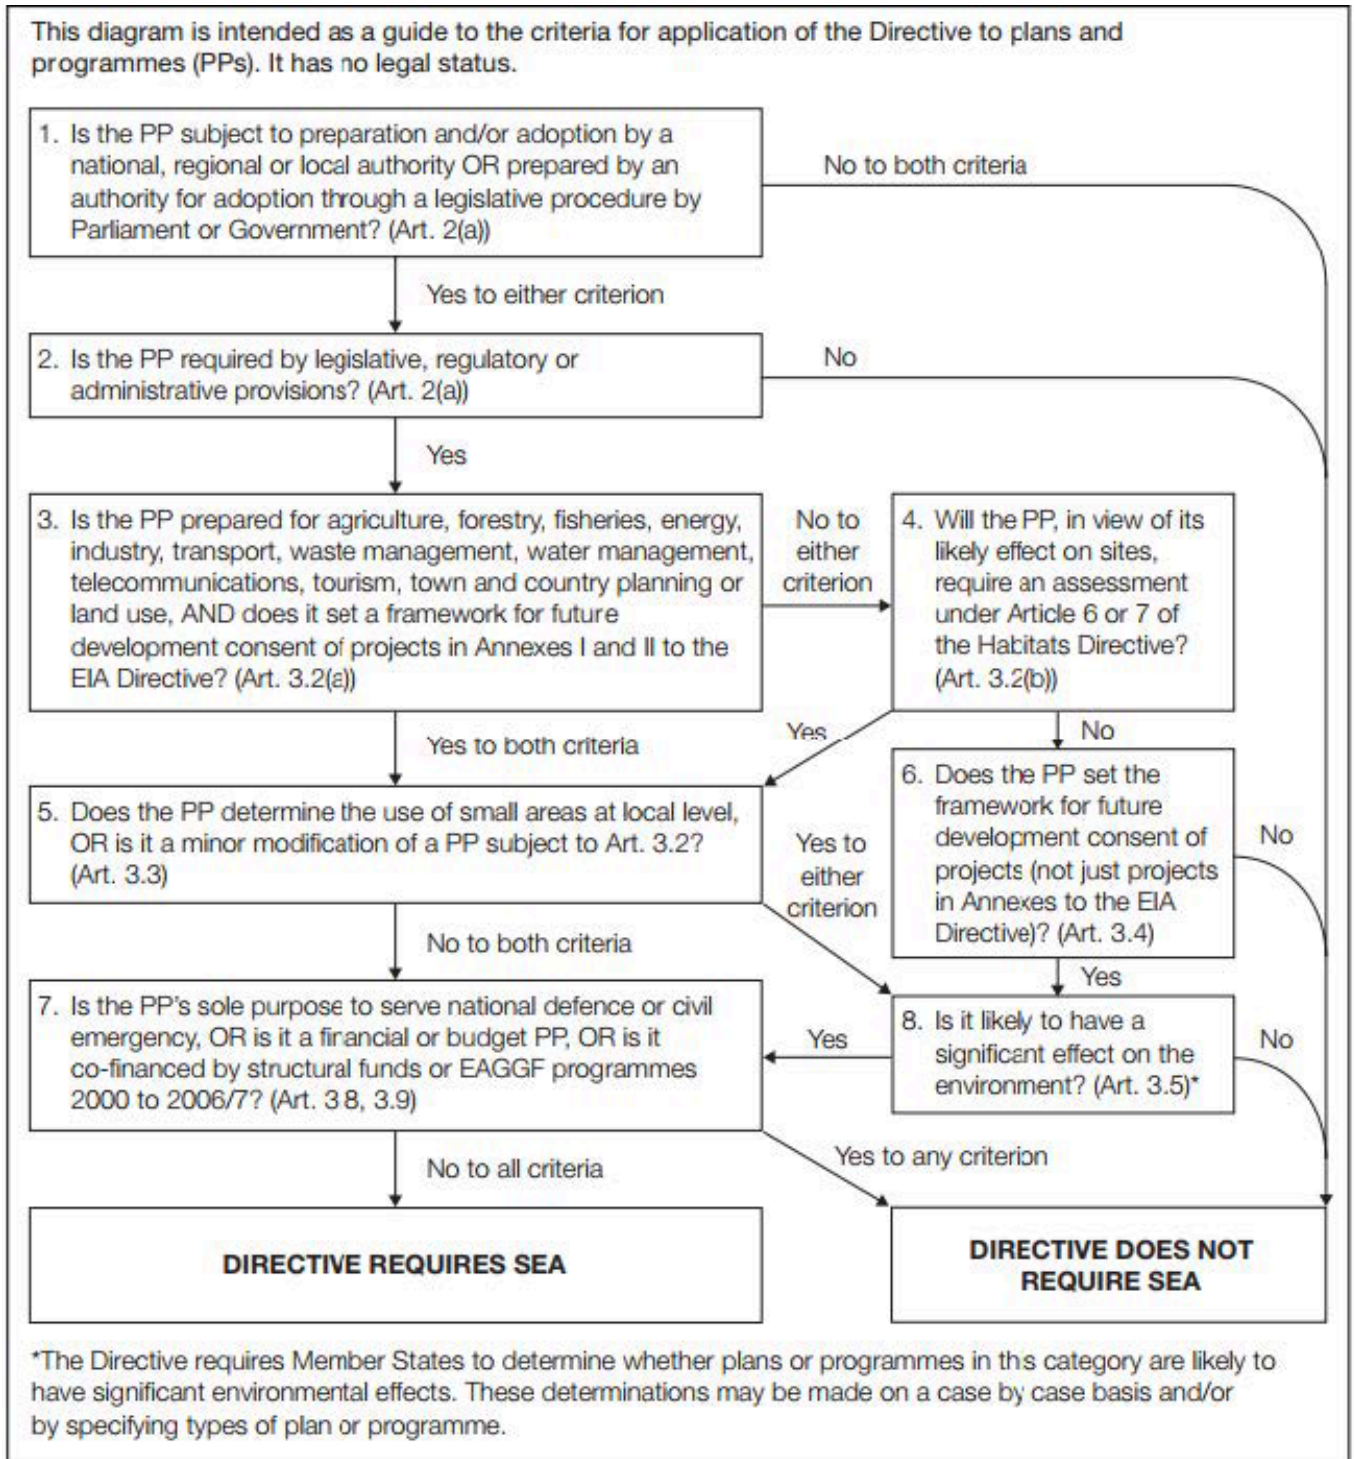 This diagram is intended as a guide to the criteria for application of the Directive to plans and
programmes (PPs). It has no legal status.
1. Is the PP subject to preparation and/or adoption by a
national, regional or local authority OR prepared by an
authority for adoption through a legislative procedure by
Parliament or Government? (Art. 2(a))
No to both criteria
Yes to either criterion
2. Is the PP required by legislative, regulatory or
administrative provisions? (Art. 2(a))
No
Yes
3. Is the PP prepared for agriculture, forestry, fisheries, energy,
industry, transport, waste management, water management,
telecommunications, tourism, town and country planning or
land use, AND does it set a framework for future
development consent of projects in Annexes I and II to the
EIA Directive? (Art. 3.2(a))
No to
either
criterion
4. Will the PP, in view of its
likely effect on sites,
require an assessment
under Article 6 or 7 of
the Habitats Directive?
(Art. 3.2(b))
Yes to both criteria
Yes
No
5. Does the PP determine the use of small areas at local level,
OR is it a minor modification of a PP subject to Art. 3.2?
(Art. 3.3)
Yes to
either
criterion
6. Does the PP set the
framework for future
development consent of
projects (not just projects
in Annexes to the EIA
Directive)? (Art. 3.4)
No
No to both criteria
Yes
7. Is the PP's sole purpose to serve national defence or civil
emergency, OR is it a financial or budget PP, OR is it
co-financed by structural funds or EAGGF programmes
2000 to 2006/7? (Art. 3 8, 3.9)
Yes
8. Is it likely to have a
significant effect on the
environment? (Art. 3.5)*
No
No to all criteria
Yes to any criterion
DIRECTIVE REQUIRES SEA
DIRECTIVE DOES NOT
REQUIRE SEA
*The Directive requires Member States to determine whether plans or programmes in ths category are likely to
have significant environmental effects. These determinations may be made on a case by case basis and/or
by specifying types of plan or programme.